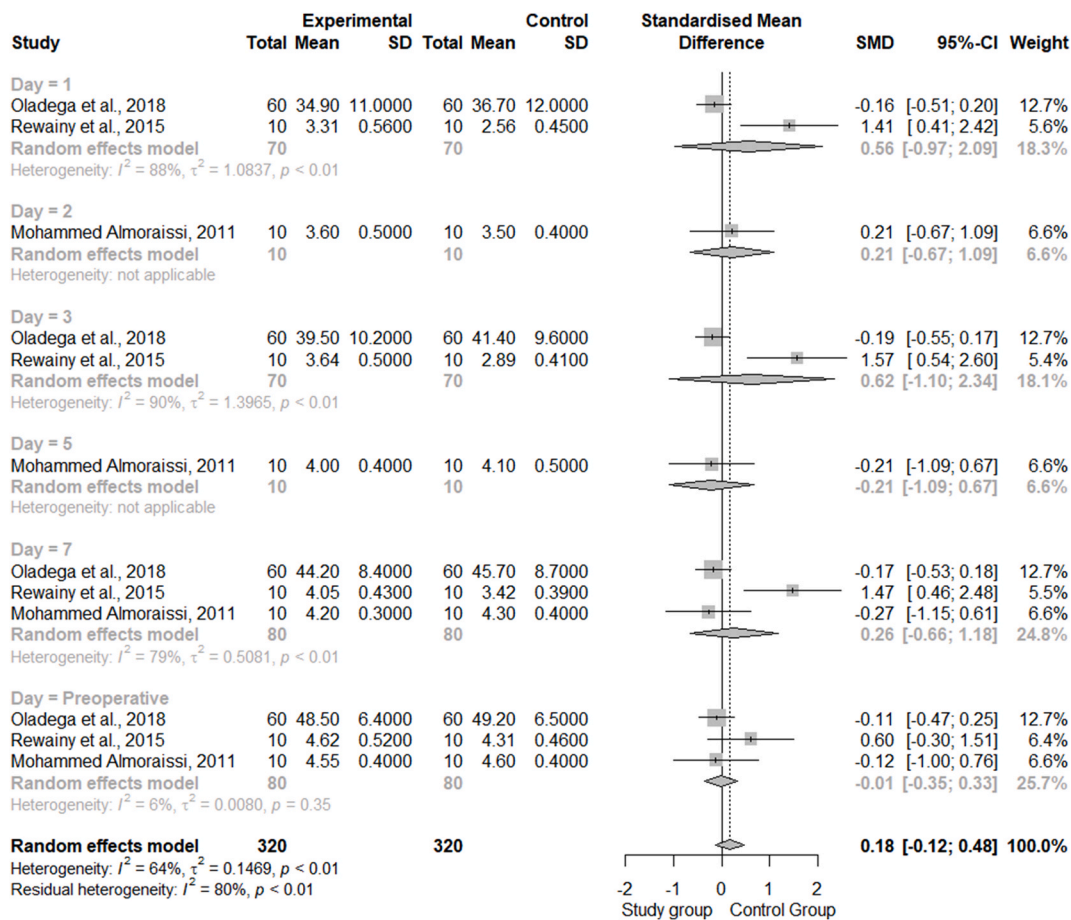 Experimental Control Standardised Mean
Study Total Mean SD Total Mean SD Difference SMD 95%-CI Weight
Day = 1
Oladega et al., 2018 60 34.90 11.0000 60 36.70 12.0000 -0.16 [-0.51; 0.20] 12.7%
Rewainy et al., 2015 10 3.31 0.5600 10 2.56 0.4500 1.41 [ 0.41; 2.42] 5.6%
Random effects model 70 70 0.56 [-0.97; 2.09] 18.3%
Heterogeneity: I² = 88%, τ² = 1.0837, p < 0.01
Day = 2
Mohammed Almoraissi, 2011 10 3.60 0.5000 10 3.50 0.4000 0.21 [-0.67; 1.09] 6.6%
Random effects model 10 10 0.21 [-0.67; 1.09] 6.6%
Heterogeneity: not applicable
Day = 3
Oladega et al., 2018 60 39.50 10.2000 60 41.40 9.6000 -0.19 [-0.55; 0.17] 12.7%
Rewainy et al., 2015 10 3.64 0.5000 10 2.89 0.4100 1.57 [ 0.54; 2.60] 5.4%
Random effects model 70 70 0.62 [-1.10; 2.34] 18.1%
Heterogeneity: I² = 90%, τ² = 1.3965, p < 0.01
Day = 5
Mohammed Almoraissi, 2011 10 4.00 0.4000 10 4.10 0.5000 -0.21 [-1.09; 0.67] 6.6%
Random effects model 10 10 -0.21 [-1.09; 0.67] 6.6%
Heterogeneity: not applicable
Day = 7
Oladega et al., 2018 60 44.20 8.4000 60 45.70 8.7000 -0.17 [-0.53; 0.18] 12.7%
Rewainy et al., 2015 10 4.05 0.4300 10 3.42 0.3900 1.47 [ 0.46; 2.48] 5.5%
Mohammed Almoraissi, 2011 10 4.20 0.3000 10 4.30 0.4000 -0.27 [-1.15; 0.61] 6.6%
Random effects model 80 80 0.26 [-0.66; 1.18] 24.8%
Heterogeneity: I² = 79%, τ² = 0.5081, p < 0.01
Day = Preoperative
Oladega et al., 2018 60 48.50 6.4000 60 49.20 6.5000 -0.11 [-0.47; 0.25] 12.7%
Rewainy et al., 2015 10 4.62 0.5200 10 4.31 0.4600 0.60 [-0.30; 1.51] 6.4%
Mohammed Almoraissi, 2011 10 4.55 0.4000 10 4.60 0.4000 -0.12 [-1.00; 0.76] 6.6%
Random effects model 80 80 -0.01 [-0.35; 0.33] 25.7%
Heterogeneity: I² = 6%, τ² = 0.0080, p = 0.35
Random effects model 320 320 0.18 [-0.12; 0.48] 100.0%
Heterogeneity: I² = 64%, τ² = 0.1469, p < 0.01
Residual heterogeneity: I² = 80%, p < 0.01
-2 -1 0 1 2
Study group Control Group